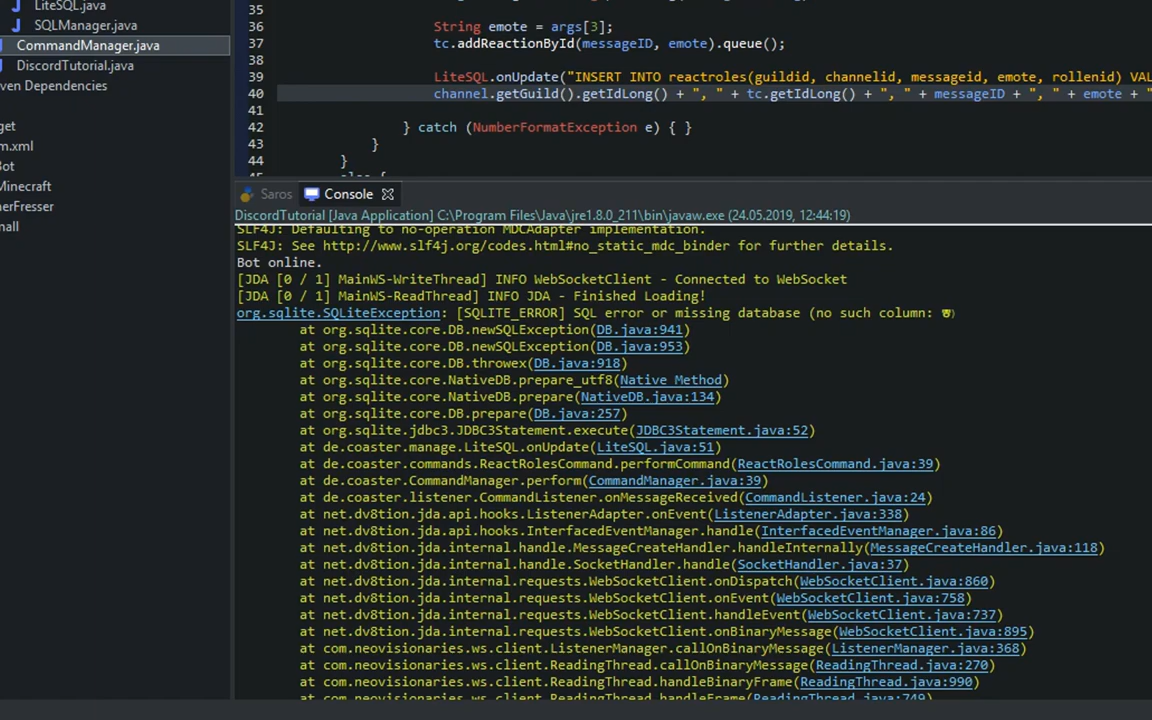 LiteSQL.java
SQLManager.java
CommandManager.java
DiscordTutorial.java
ven Dependencies
get
m.xml
Bot
Minecraft
nerFresser
mall
35
36 String emote = args[3];
37 tc.addReactionById(messageID, emote).queue();
38
39 LiteSQL.onUpdate("INSERT INTO reactroles(guildid, channelid, messageid, emote, rollenid) VAL
40 channel.getGuild().getIdLong() + ", " + tc.getIdLong() + ", " + messageID + ", " + emote + "
41
42 } catch (NumberFormatException e) { }
43 }
44 }
Saros Console
DiscordTutorial [Java Application] C:\Program Files\Java\jre1.8.0_211\bin\javaw.exe (24.05.2019, 12:44:19)
SLF4J: Defaulting to no-operation MDCAdapter implementation.
SLF4J: See http://www.slf4j.org/codes.html#no_static_mdc_binder for further details.
Bot online.
[JDA [0 / 1] MainWS-WriteThread] INFO WebSocketClient - Connected to WebSocket
[JDA [0 / 1] MainWS-ReadThread] INFO JDA - Finished Loading!
org.sqlite.SQLiteException: [SQLITE_ERROR] SQL error or missing database (no such column: )
at org.sqlite.core.DB.newSQLException(DB.java:941)
at org.sqlite.core.DB.newSQLException(DB.java:953)
at org.sqlite.core.DB.throwex(DB.java:918)
at org.sqlite.core.NativeDB.prepare_utf8(Native Method)
at org.sqlite.core.NativeDB.prepare(NativeDB.java:134)
at org.sqlite.core.DB.prepare(DB.java:257)
at org.sqlite.jdbc3.JDBC3Statement.execute(JDBC3Statement.java:52)
at de.coaster.manage.LiteSQL.onUpdate(LiteSQL.java:51)
at de.coaster.commands.ReactRolesCommand.performCommand(ReactRolesCommand.java:39)
at de.coaster.CommandManager.perform(CommandManager.java:39)
at de.coaster.listener.CommandListener.onMessageReceived(CommandListener.java:24)
at net.dv8tion.jda.api.hooks.ListenerAdapter.onEvent(ListenerAdapter.java:338)
at net.dv8tion.jda.api.hooks.InterfacedEventManager.handle(InterfacedEventManager.java:86)
at net.dv8tion.jda.internal.handle.MessageCreateHandler.handleInternally(MessageCreateHandler.java:118)
at net.dv8tion.jda.internal.handle.SocketHandler.handle(SocketHandler.java:37)
at net.dv8tion.jda.internal.requests.WebSocketClient.onDispatch(WebSocketClient.java:860)
at net.dv8tion.jda.internal.requests.WebSocketClient.onEvent(WebSocketClient.java:758)
at net.dv8tion.jda.internal.requests.WebSocketClient.handleEvent(WebSocketClient.java:737)
at net.dv8tion.jda.internal.requests.WebSocketClient.onBinaryMessage(WebSocketClient.java:895)
at com.neovisionaries.ws.client.ListenerManager.callOnBinaryMessage(ListenerManager.java:368)
at com.neovisionaries.ws.client.ReadingThread.callOnBinaryMessage(ReadingThread.java:270)
at com.neovisionaries.ws.client.ReadingThread.handleBinaryFrame(ReadingThread.java:990)
at com.neovisionaries.ws.client.ReadingThread.handleFrame(ReadingThread.java:749)